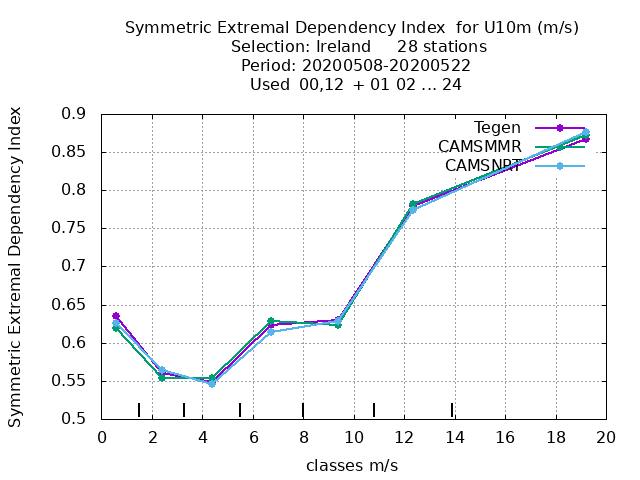 Symmetric Extremal Dependency Index  for U10m (m/s)
Selection: Ireland     28 stations
Period: 20200508-20200522
Used  00,12  + 01 02 ... 24
Symmetric Extremal Dependency Index
0.9
0.85
0.8
0.75
0.7
0.65
0.6
0.55
0.5
Tegen
CAMSMMR
CAMSNRT
0 2 4 6 8 10 12 14 16 18 20
classes m/s